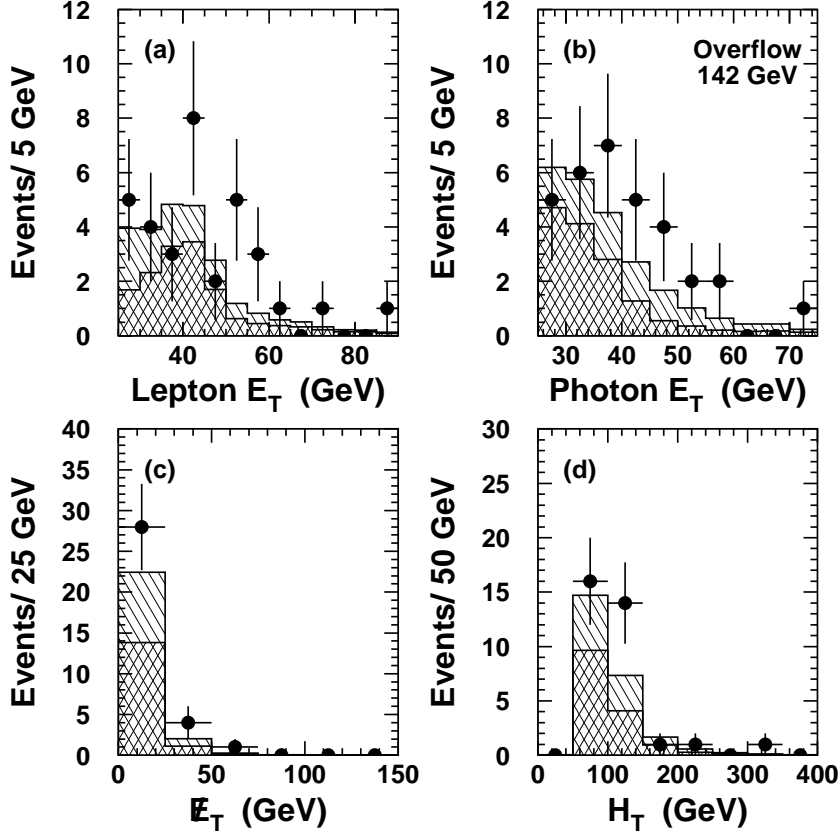 (a)
Events/ 5 GeV
12
10
8
6
4
2
0
40 60 80
Lepton E_T (GeV)
(b)
Overflow
142 GeV
Events/ 5 GeV
12
10
8
6
4
2
0
30 40 50 60 70
Photon E_T (GeV)
(c)
Events/ 25 GeV
40
35
30
25
20
15
10
5
0
0 50 100 150
E̸_T (GeV)
(d)
Events/ 50 GeV
30
25
20
15
10
5
0
0 100 200 300 400
H_T (GeV)